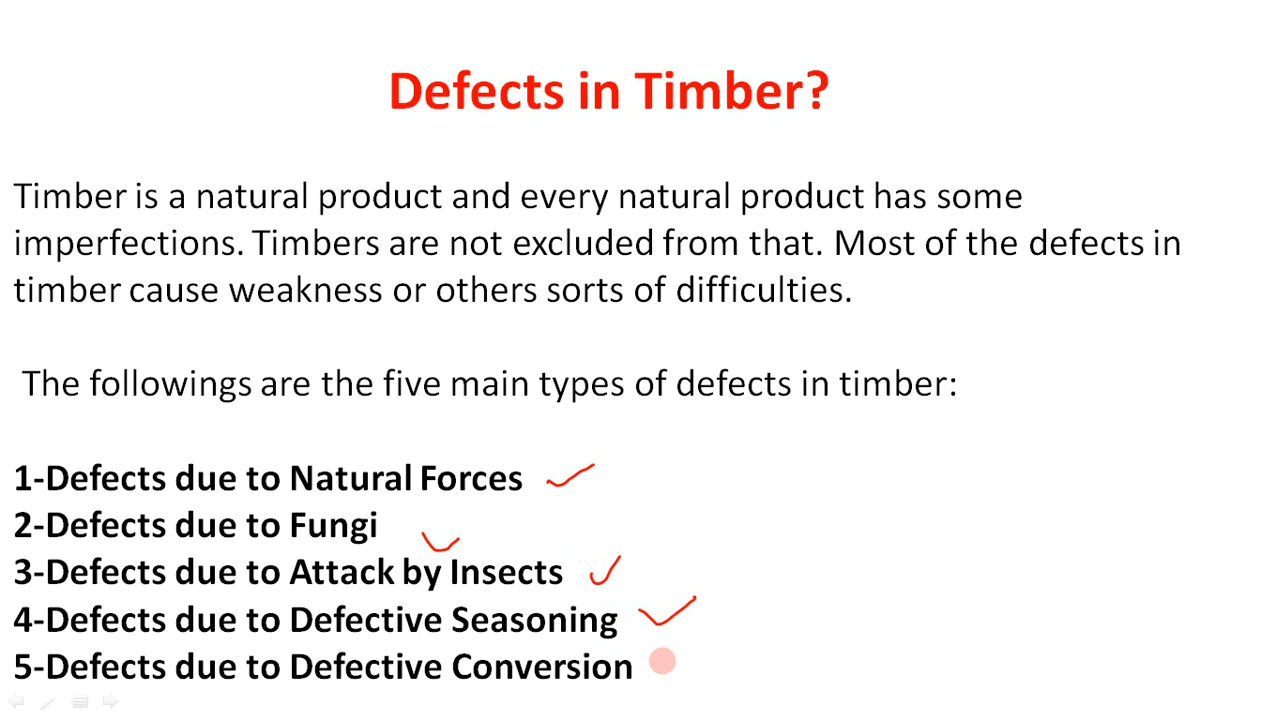 Defects in Timber?
Timber is a natural product and every natural product has some
imperfections. Timbers are not excluded from that. Most of the defects in
timber cause weakness or others sorts of difficulties.
The followings are the five main types of defects in timber:
1-Defects due to Natural Forces
2-Defects due to Fungi
3-Defects due to Attack by Insects
4-Defects due to Defective Seasoning
5-Defects due to Defective Conversion